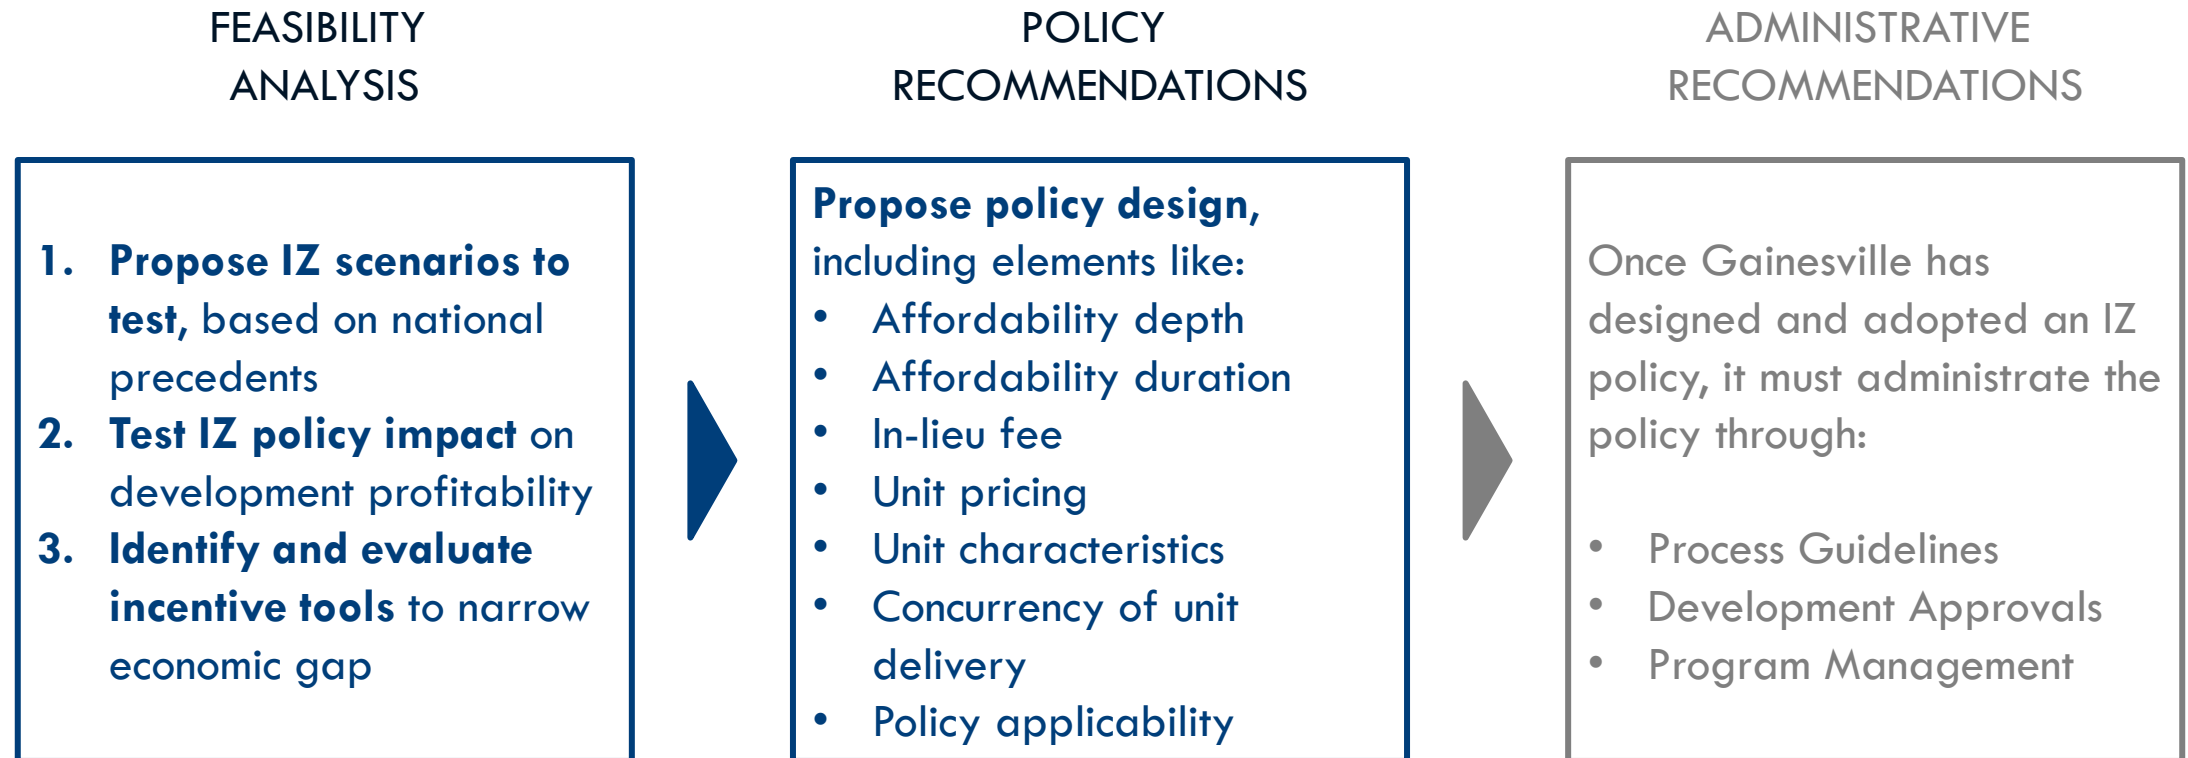 FEASIBILITY
ANALYSIS
1. Propose IZ scenarios to
test, based on national
precedents
2. Test IZ policy impact on
development profitability
3. Identify and evaluate
incentive tools to narrow
economic gap
POLICY
RECOMMENDATIONS
Propose policy design,
including elements like:
• Affordability depth
• Affordability duration
• In-lieu fee
• Unit pricing
• Unit characteristics
• Concurrency of unit
delivery
• Policy applicability
ADMINISTRATIVE
RECOMMENDATIONS
Once Gainesville has
designed and adopted an IZ
policy, it must administrate the
policy through:
• Process Guidelines
• Development Approvals
• Program Management